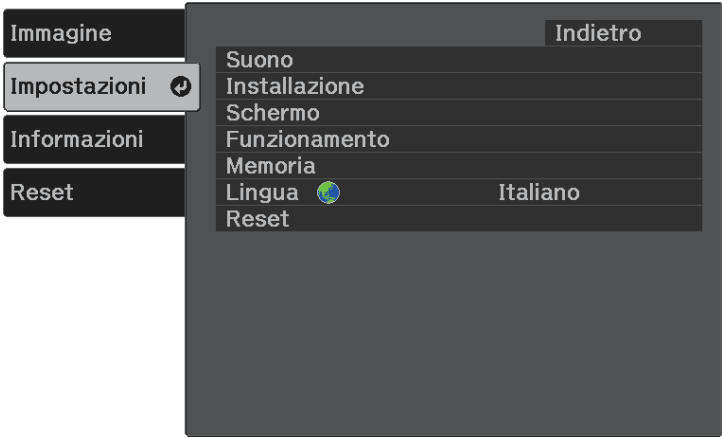 Immagine
Impostazioni
Informazioni
Reset
Indietro
Suono
Installazione
Schermo
Funzionamento
Memoria
Lingua Italiano
Reset